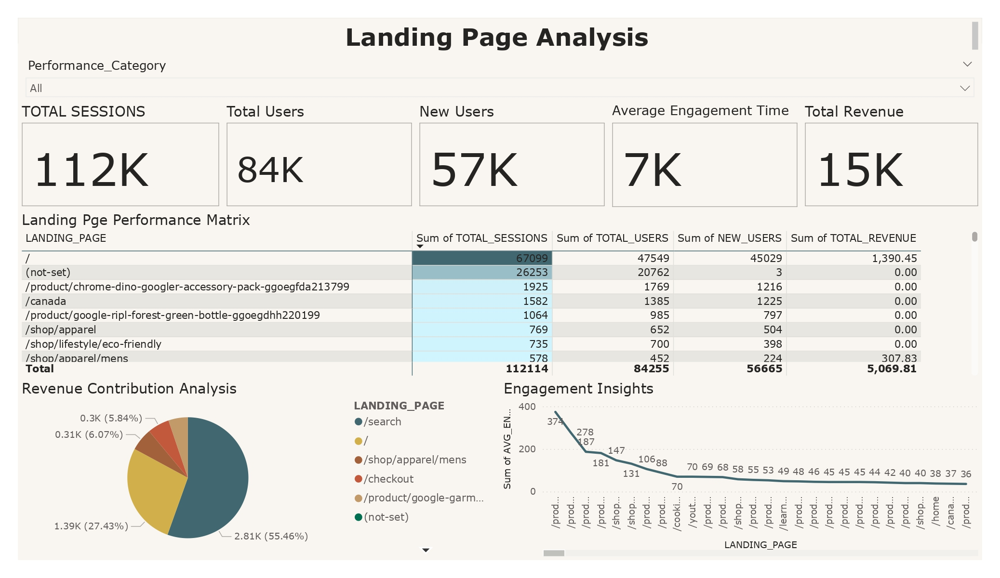 Landing Page Analysis
Performance_Category
All
TOTAL SESSIONS
112K
Total Users
84K
New Users
57K
Average Engagement Time
7K
Total Revenue
15K
Landing Pge Performance Matrix
LANDING_PAGE Sum of TOTAL_SESSIONS Sum of TOTAL_USERS Sum of NEW_USERS Sum of TOTAL_REVENUE
/ 67099 47549 45029 1,390.45
(not-set) 26253 20762 3 0.00
/product/chrome-dino-googler-accessory-pack-ggoegfda213799 1925 1769 1216 0.00
/canada 1582 1385 1225 0.00
/product/google-ripl-forest-green-bottle-ggoegdhh220199 1064 985 797 0.00
/shop/apparel 769 652 504 0.00
/shop/lifestyle/eco-friendly 735 700 398 0.00
/shop/apparel/mens 578 452 224 307.83
Total 112114 84255 56665 5,069.81
Revenue Contribution Analysis
0.3K (5.84%)
0.31K (6.07%)
1.39K (27.43%)
2.81K (55.46%)
LANDING_PAGE
/search
/
/shop/apparel/mens
/checkout
/product/google-garm...
(not-set)
Engagement Insights
Sum of AVG_EN...
400
200
0
374
278
187
181
147
131
106
88
70
70 69 68 58 55 53 49 48 46 45 45 45 44 42 40 40 38 37 36
/prod... /prod... /prod... /prod... /shop... /shop... /prod... /prod... /cooki... /yout... /prod... /prod... /shop... /prod... /prod... /learn... /prod... /prod... /prod... /prod... /prod... /prod... /prod... /prod... /shop... /home /cana... /prod...
LANDING_PAGE